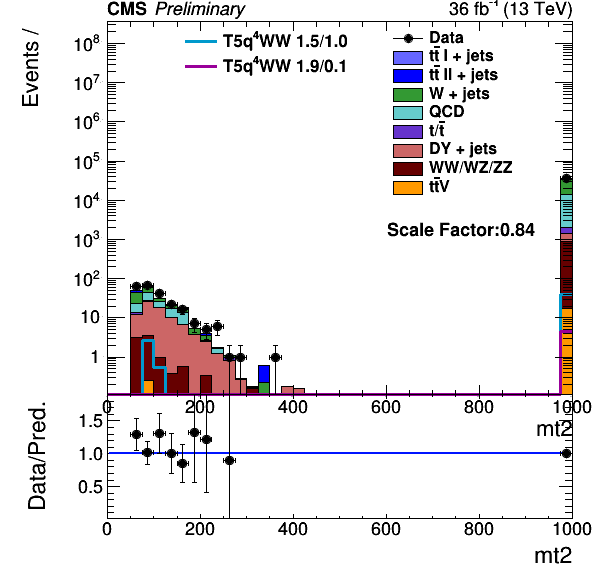 CMS Preliminary 36 fb⁻¹ (13 TeV)
Events /
10⁸
10⁷
10⁶
10⁵
10⁴
10³
10²
10
1
T5q⁴WW 1.5/1.0
T5q⁴WW 1.9/0.1
Data
tt̄ l + jets
tt̄ ll + jets
W + jets
QCD
t/t̄
DY + jets
WW/WZ/ZZ
tt̄V
Scale Factor:0.84
0 200 400 600 800 1000
mt2
Data/Pred.
1.5
1.0
0.5
0 200 400 600 800 1000
mt2